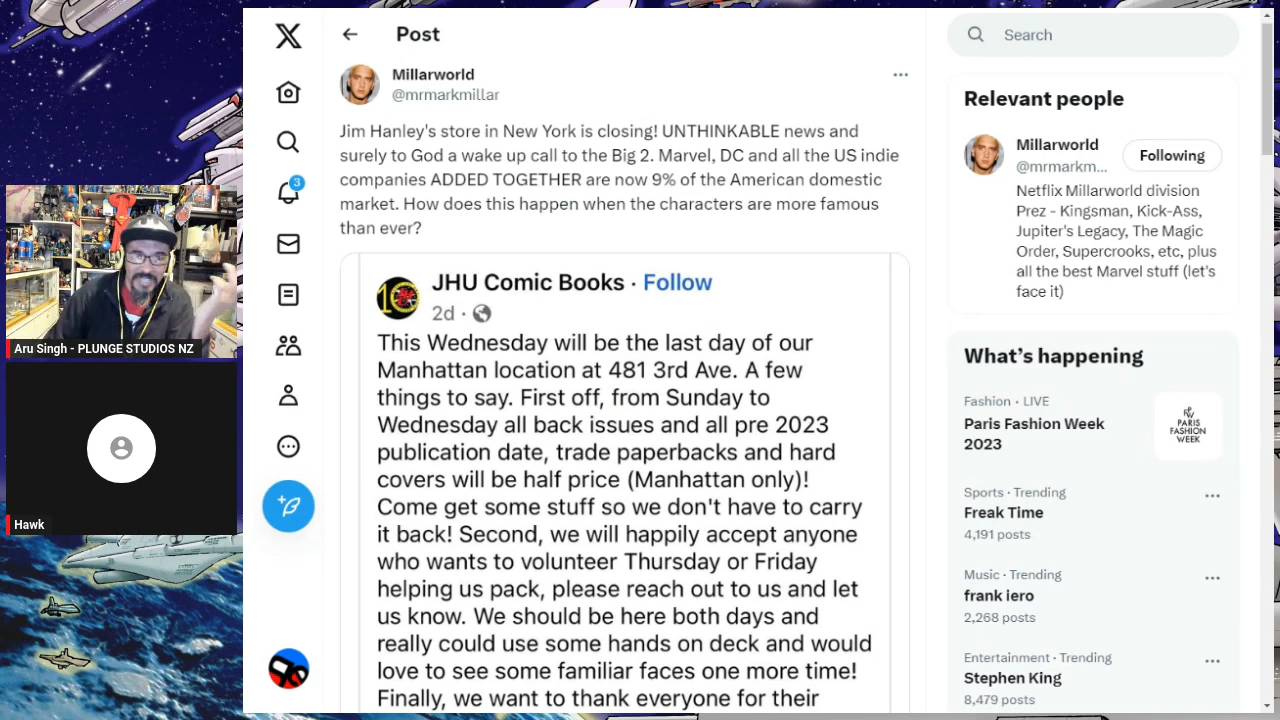 Post
Millarworld
@mrmarkmillar
Jim Hanley's store in New York is closing! UNTHINKABLE news and
surely to God a wake up call to the Big 2. Marvel, DC and all the US indie
companies ADDED TOGETHER are now 9% of the American domestic
market. How does this happen when the characters are more famous
than ever?
JHU Comic Books · Follow
2d ·
This Wednesday will be the last day of our
Manhattan location at 481 3rd Ave. A few
things to say. First off, from Sunday to
Wednesday all back issues and all pre 2023
publication date, trade paperbacks and hard
covers will be half price (Manhattan only)!
Come get some stuff so we don't have to carry
it back! Second, we will happily accept anyone
who wants to volunteer Thursday or Friday
helping us pack, please reach out to us and let
us know. We should be here both days and
really could use some hands on deck and would
love to see some familiar faces one more time!
Finally, we want to thank everyone for their
3
Search
Relevant people
Millarworld
@mrmarkm...
Following
Netflix Millarworld division
Prez - Kingsman, Kick-Ass,
Jupiter's Legacy, The Magic
Order, Supercrooks, etc, plus
all the best Marvel stuff (let's
face it)
What's happening
Fashion · LIVE
Paris Fashion Week
2023
PARIS
FASHION
WEEK
Sports · Trending
Freak Time
4,191 posts
Music · Trending
frank iero
2,268 posts
Entertainment · Trending
Stephen King
8,479 posts
Aru Singh - PLUNGE STUDIOS NZ
Hawk